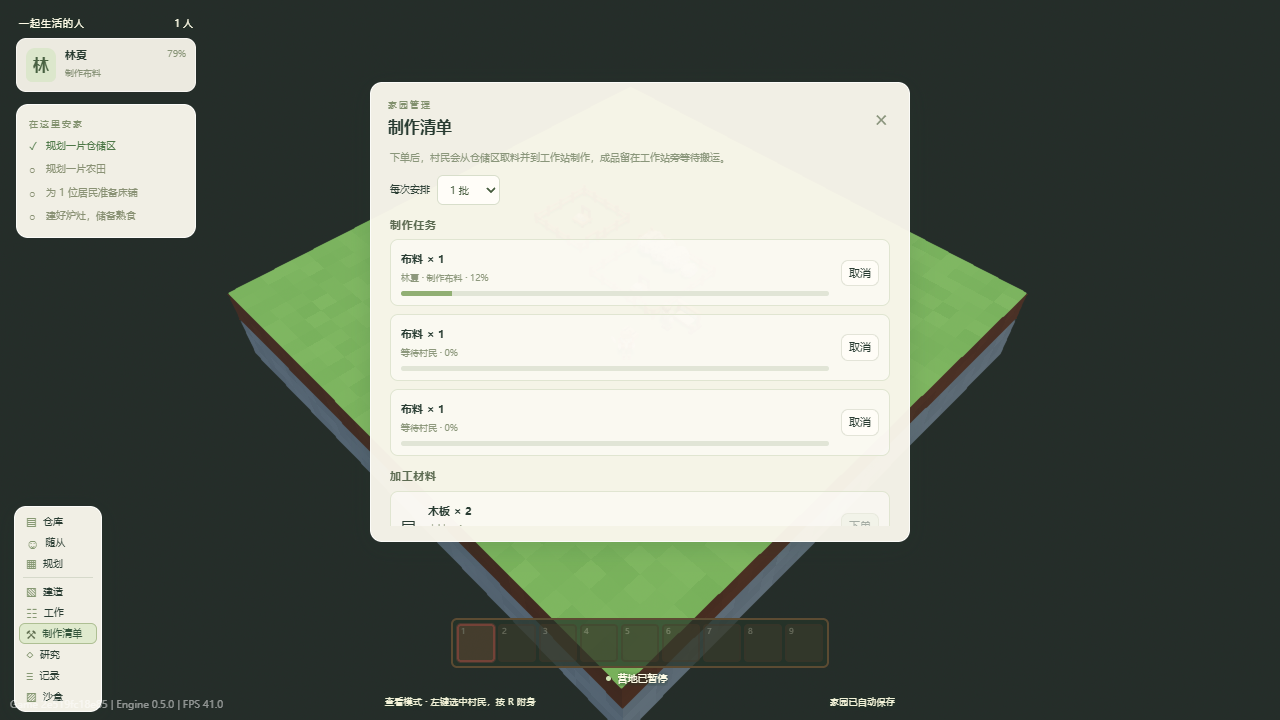 一起生活的人 1 人
林 林夏 79%
制作布料
在这里安家
✓ 规划一片仓储区
○ 规划一片农田
○ 为 1 位居民准备床铺
○ 建好炉灶，储备熟食
家园管理
制作清单
×
下单后，村民会从仓储区取料并到工作站制作，成品留在工作站旁等待搬运。
每次安排 1 批
制作任务
布料 × 1
林夏 · 制作布料 · 12%
取消
布料 × 1
等待村民 · 0%
取消
布料 × 1
等待村民 · 0%
取消
加工材料
木板 × 2
下单
仓库
随从
规划
建造
工作
制作清单
研究
记录
沙盒
| Engine 0.5.0 | FPS 41.0
1 2 3 4 5 6 7 8 9
营地已暂停
查看模式 · 左键选中村民，按 R 附身
家园已自动保存